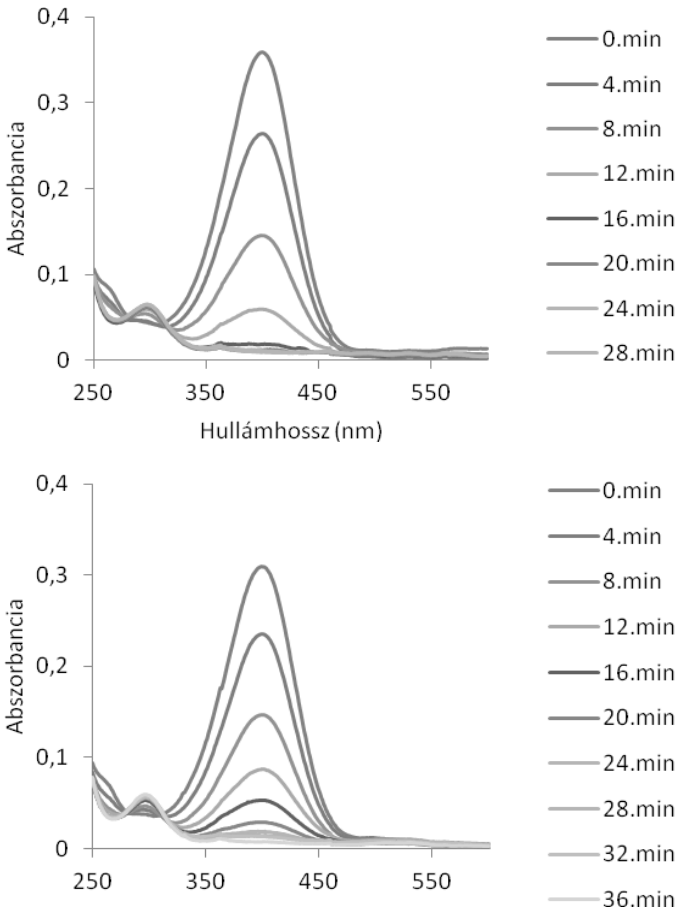 0,4
0,3
0,2
0,1
0
Abszorbancia
250 350 450 550
Hullámhossz (nm)
0.min
4.min
8.min
12.min
16.min
20.min
24.min
28.min
0,4
0,3
0,2
0,1
0
Abszorbancia
250 350 450 550
0.min
4.min
8.min
12.min
16.min
20.min
24.min
28.min
32.min
36.min